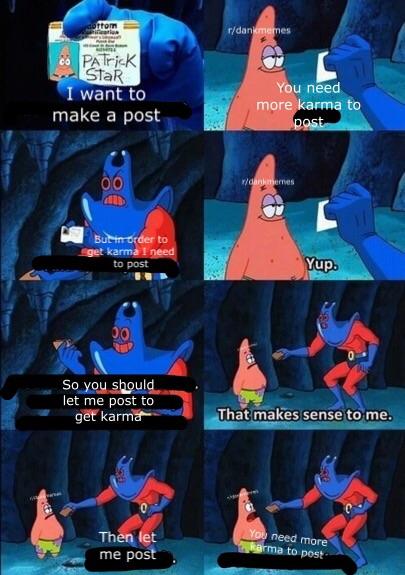 PATrick
STaR
I want to
make a post
r/dankmemes
You need
more karma to
post
But in order to
get karma I need
to post
r/dankmemes
Yup.
So you should
let me post to
get karma
That makes sense to me.
Then let
me post
You need more
karma to post